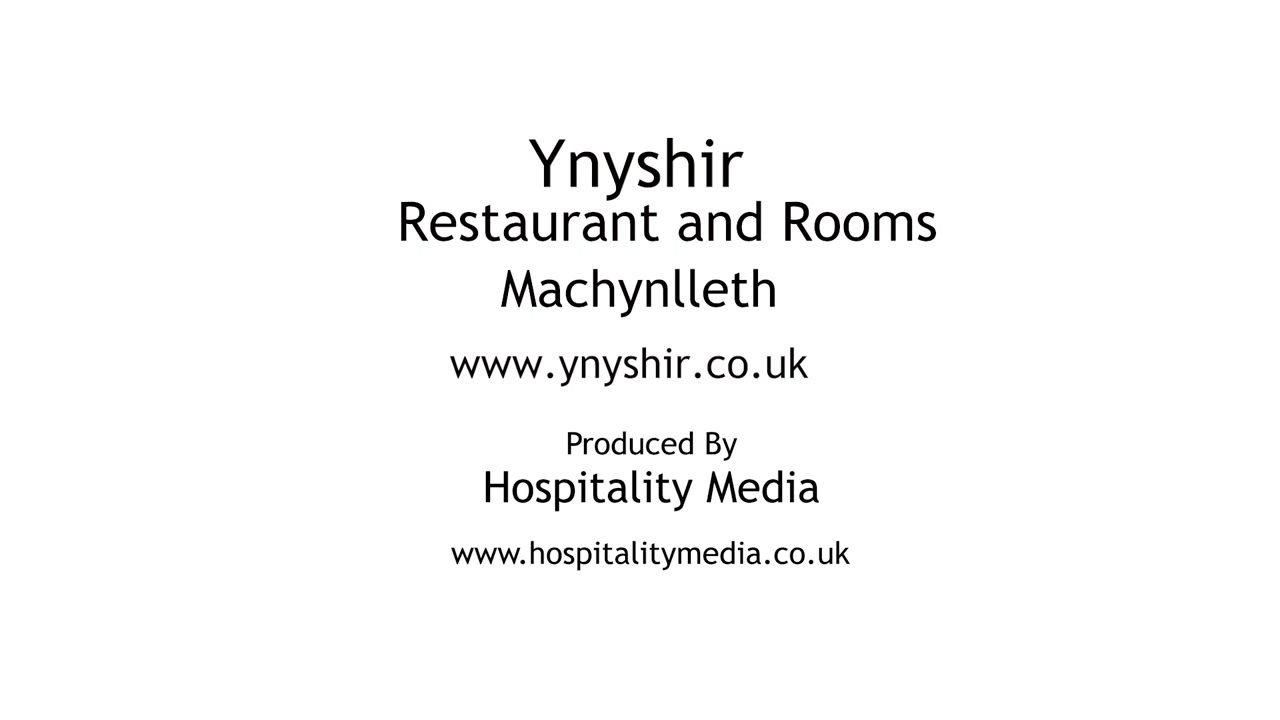 Ynyshir
Restaurant and Rooms
Machynlleth
www.ynyshir.co.uk
Produced By
Hospitality Media
www.hospitalitymedia.co.uk